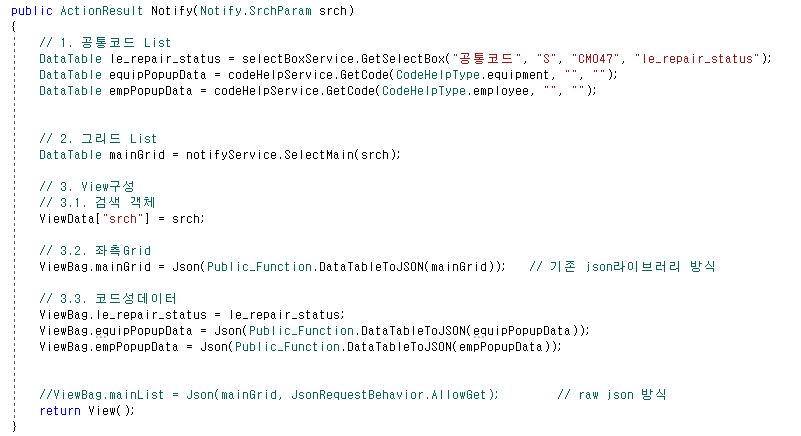 public ActionResult Notify(Notify.SrchParam srch)
{
// 1. 공통코드 List
DataTable le_repair_status = selectBoxService.GetSelectBox("공통코드", "S", "CM047", "le_repair_status");
DataTable equipPopupData = codeHelpService.GetCode(CodeHelpType.equipment, "", "");
DataTable empPopupData = codeHelpService.GetCode(CodeHelpType.employee, "", "");
// 2. 그리드 List
DataTable mainGrid = notifyService.SelectMain(srch);
// 3. View구성
// 3.1. 검색 객체
ViewData["srch"] = srch;
// 3.2. 좌측Grid
ViewBag.mainGrid = Json(Public_Function.DataTableToJSON(mainGrid)); // 기존 json라이브러리 방식
// 3.3. 코드성데이터
ViewBag.le_repair_status = le_repair_status;
ViewBag.equipPopupData = Json(Public_Function.DataTableToJSON(equipPopupData));
ViewBag.empPopupData = Json(Public_Function.DataTableToJSON(empPopupData));
//ViewBag.mainList = Json(mainGrid, JsonRequestBehavior.AllowGet); // raw json 방식
return View();
}